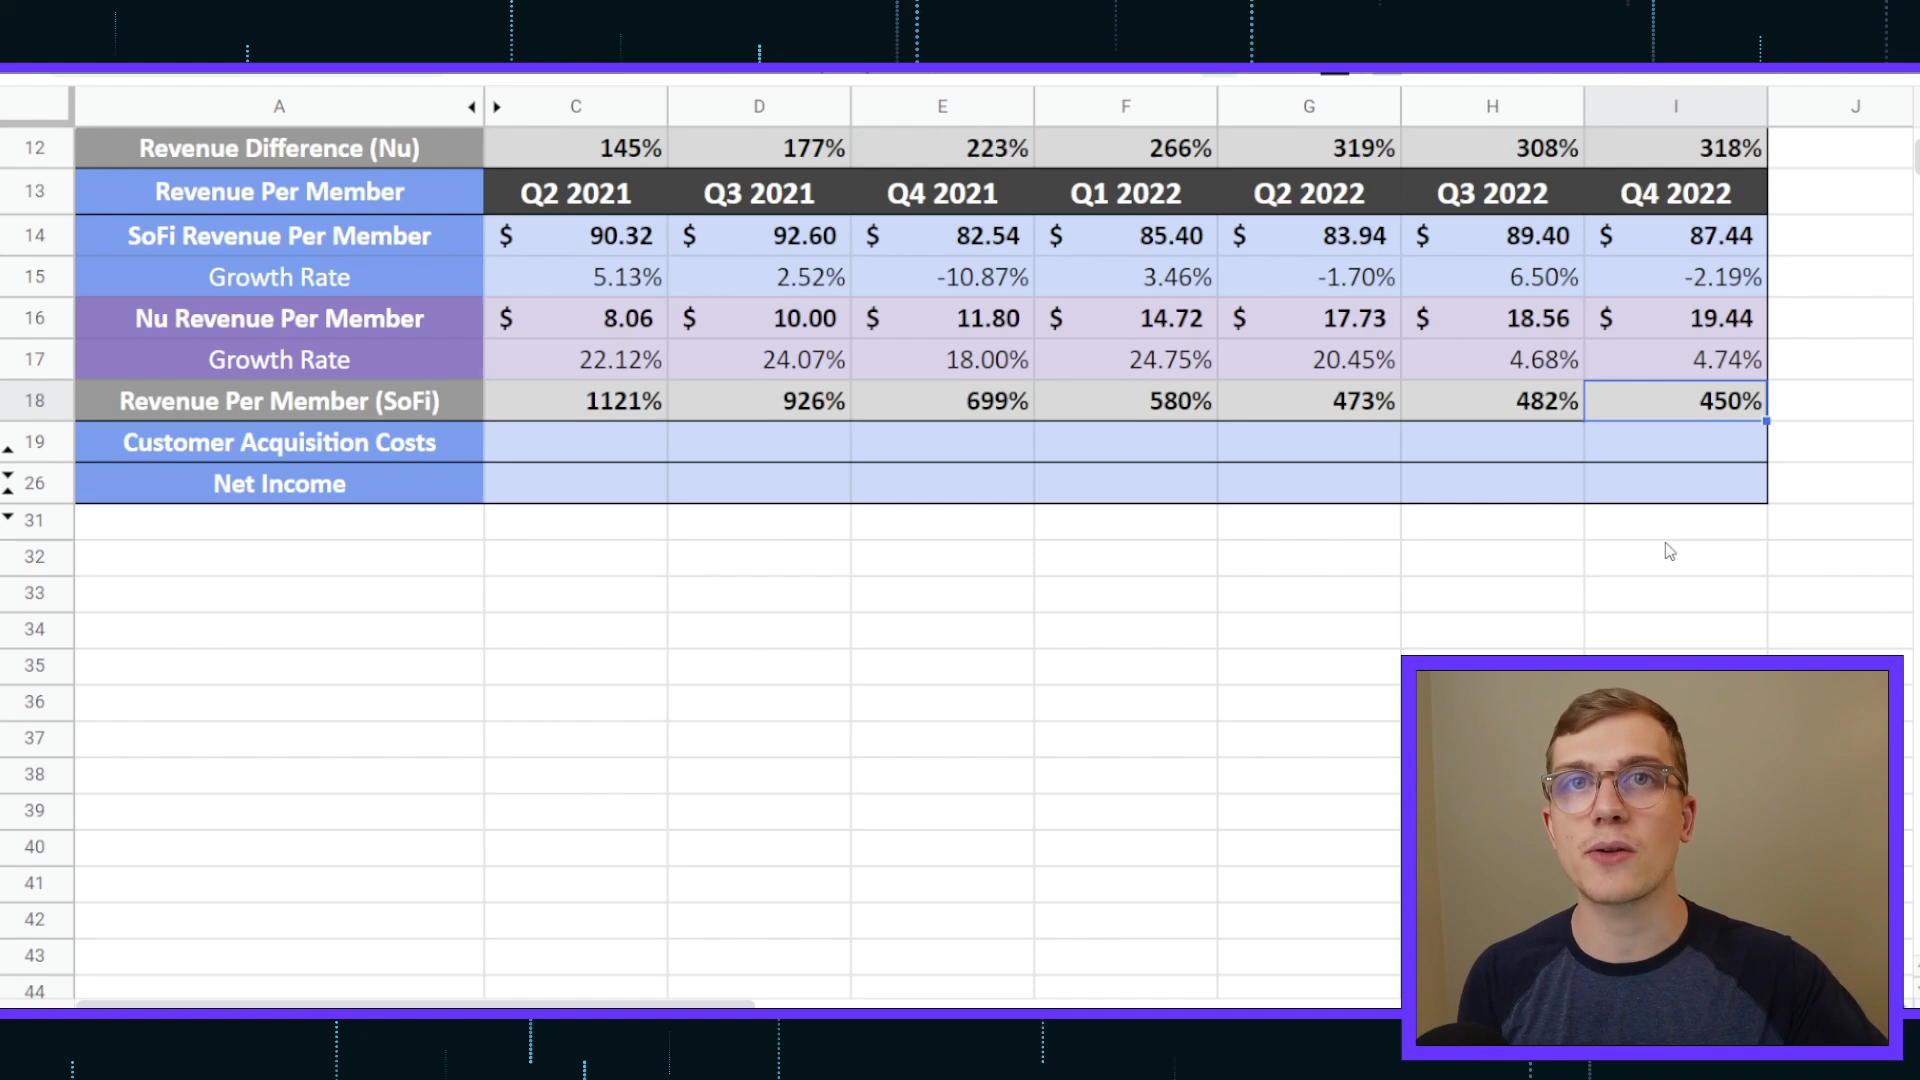 A C D E F G H I J
12 Revenue Difference (Nu) 145% 177% 223% 266% 319% 308% 318%
13 Revenue Per Member Q2 2021 Q3 2021 Q4 2021 Q1 2022 Q2 2022 Q3 2022 Q4 2022
14 SoFi Revenue Per Member $ 90.32 $ 92.60 $ 82.54 $ 85.40 $ 83.94 $ 89.40 $ 87.44
15 Growth Rate 5.13% 2.52% -10.87% 3.46% -1.70% 6.50% -2.19%
16 Nu Revenue Per Member $ 8.06 $ 10.00 $ 11.80 $ 14.72 $ 17.73 $ 18.56 $ 19.44
17 Growth Rate 22.12% 24.07% 18.00% 24.75% 20.45% 4.68% 4.74%
18 Revenue Per Member (SoFi) 1121% 926% 699% 580% 473% 482% 450%
19 Customer Acquisition Costs
26 Net Income
31
32
33
34
35
36
37
38
39
40
41
42
43
44